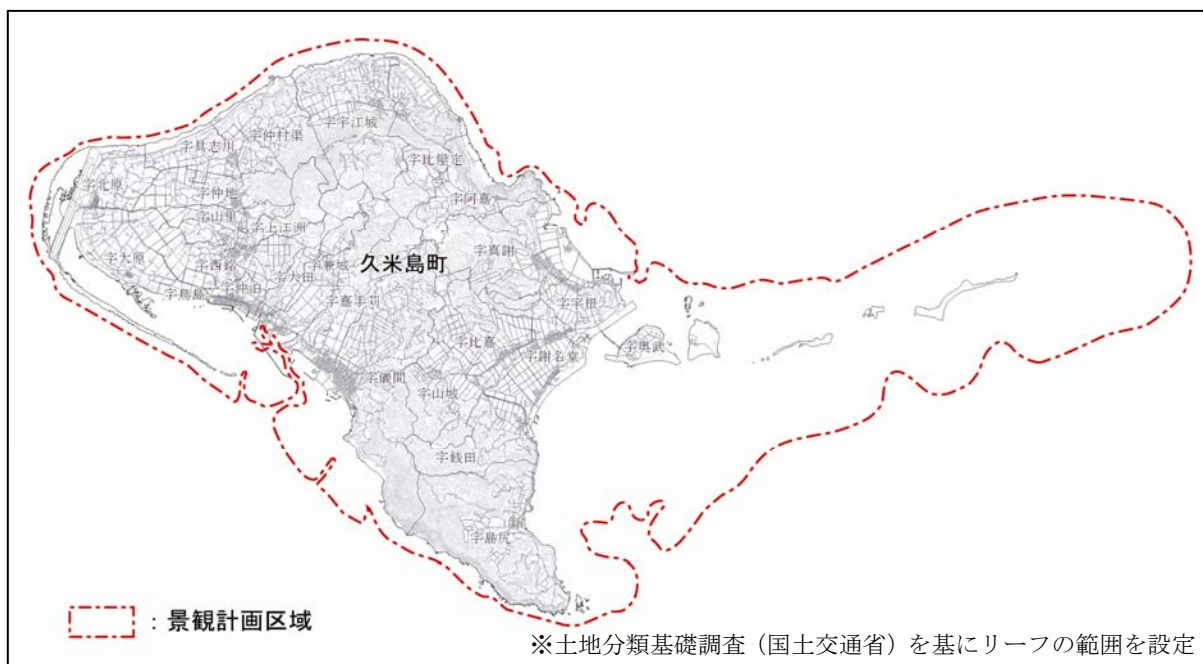 字宇江城
字仲村渠
字具志川
字比屋定
字北原
字仲地
字阿嘉
字山里
字上江洲
字真謝
字大原
字西銘
字兼城
久米島町
字大田
字鳥島
字仲泊
字嘉手苅
字宇根
字比嘉
字謝名堂
字奥武
字儀間
字山城
字銭田
字島尻
：景観計画区域
※土地分類基礎調査（国土交通省）を基にリーフの範囲を設定